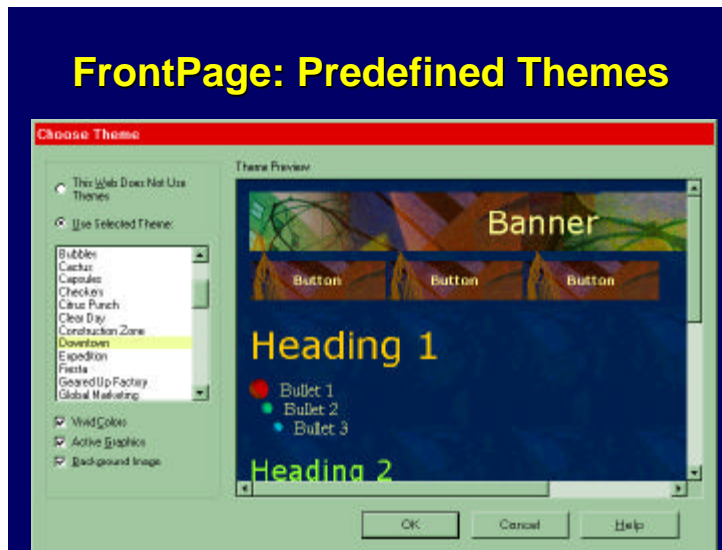 FrontPage: Predefined Themes
Choose Theme
This Web Does Not Use
Themes
Use Selected Theme:
Bubbles
Cactus
Capsules
Checkers
Citrus Punch
Clear Day
Construction Zone
Downtown
Expedition
Fiesta
Geared Up Factory
Global Marketing
Vivid Colors
Active Graphics
Background Image
Theme Preview
Banner
Button Button Button
Heading 1
Bullet 1
Bullet 2
Bullet 3
Heading 2
OK Cancel Help